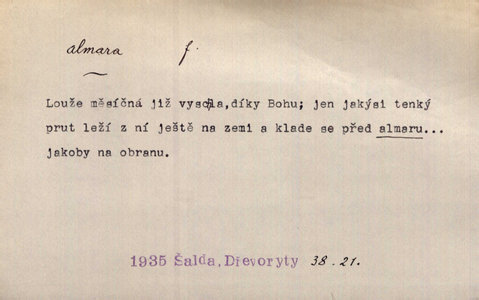 almara f.
Louže měsíčná již vyschla, díky Bohu; jen jakýsi tenký
prut leží z ní ještě na zemi a klade se před almaru...
jakoby na obranu.
1935 Šalda, Dřevoryty 38.21.